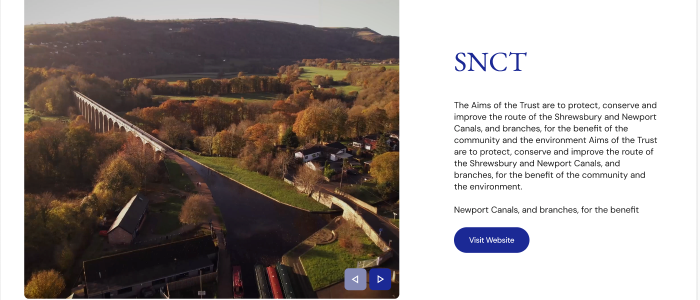 SNCT
The Aims of the Trust are to protect, conserve and
improve the route of the Shrewsbury and Newport
Canals, and branches, for the benefit of the
community and the environment Aims of the Trust
are to protect, conserve and improve the route of
the Shrewsbury and Newport Canals, and
branches, for the benefit of the community and
the environment.
Newport Canals, and branches, for the benefit
Visit Website